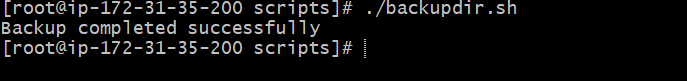 [root@ip-172-31-35-200 scripts]# ./backupdir.sh
Backup completed successfully
[root@ip-172-31-35-200 scripts]#